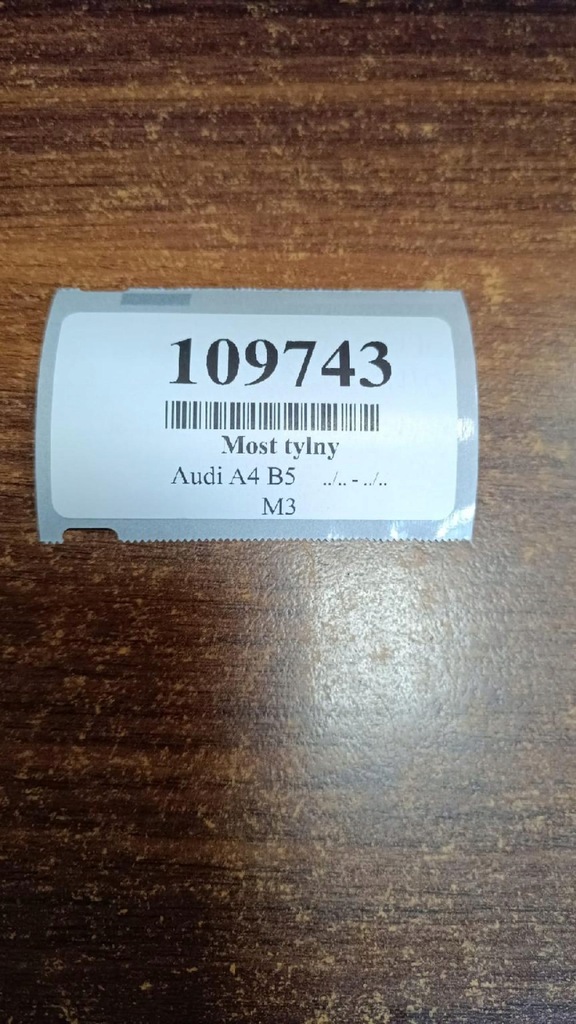 109743
Most tylny
Audi A4 B5 ../.. - ../..
M3